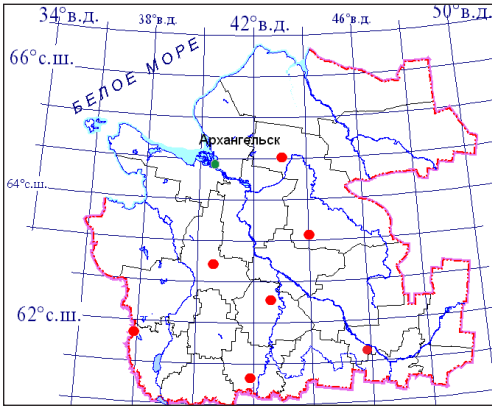 34°в.д.
38°в.д.
42°в.д.
46°в.д.
50°в.д.
66°с.ш.
БЕЛОЕ МОРЕ
Архангельск
64°с.ш.
62°с.ш.